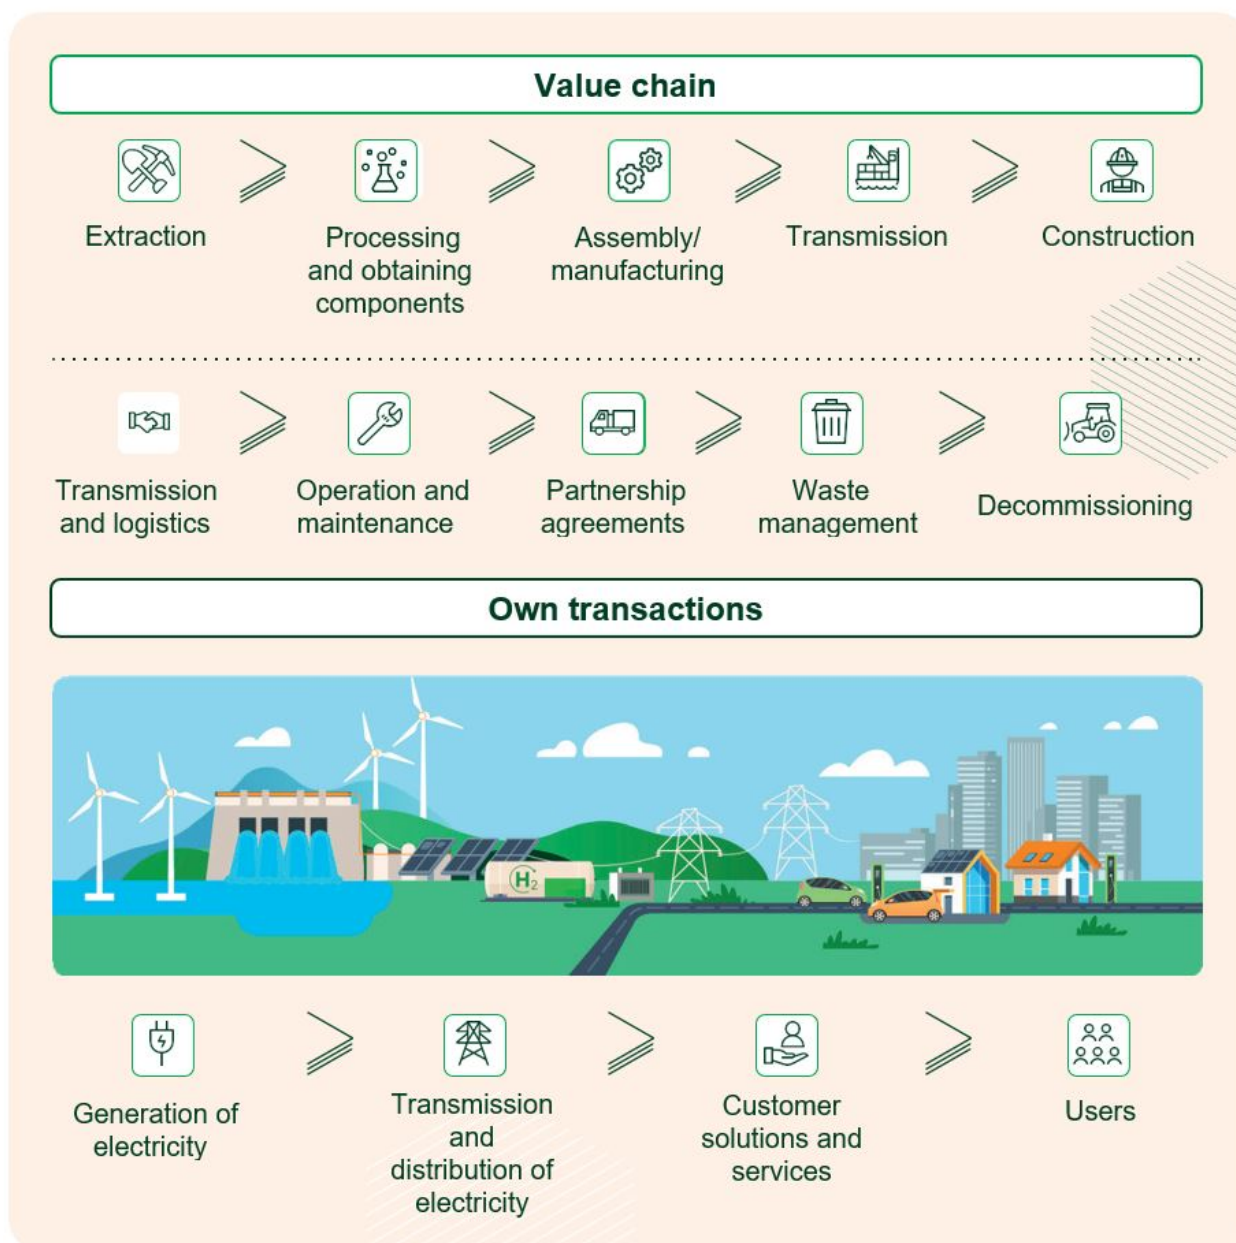 Value chain
Extraction
Processing
and obtaining
components
Assembly/
manufacturing
Transmission
Construction
Transmission
and logistics
Operation and
maintenance
Partnership
agreements
Waste
management
Decommissioning
Own transactions
H2
Generation of
electricity
Transmission
and
distribution of
electricity
Customer
solutions and
services
Users